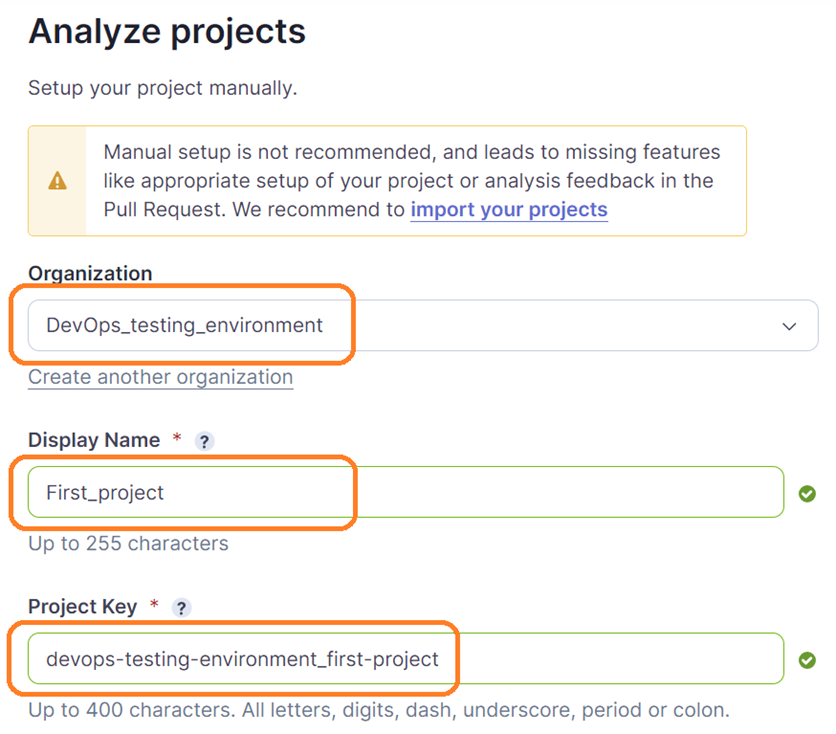 Analyze projects
Setup your project manually.
Manual setup is not recommended, and leads to missing features
like appropriate setup of your project or analysis feedback in the
Pull Request. We recommend to import your projects
Organization
DevOps_testing_environment
Create another organization
Display Name * ?
First_project
Up to 255 characters
Project Key * ?
devops-testing-environment_first-project
Up to 400 characters. All letters, digits, dash, underscore, period or colon.